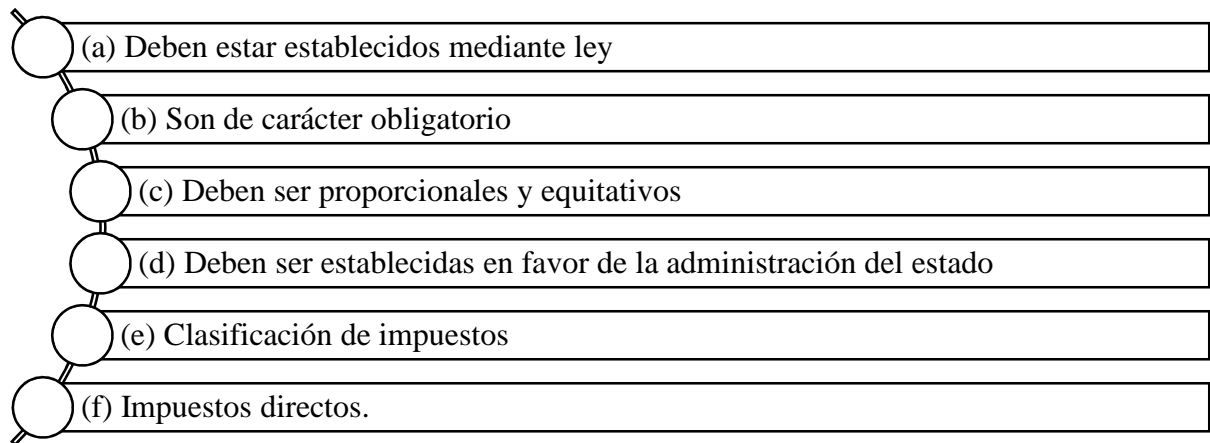 (a) Deben estar establecidos mediante ley
(b) Son de carácter obligatorio
(c) Deben ser proporcionales y equitativos
(d) Deben ser establecidas en favor de la administración del estado
(e) Clasificación de impuestos
(f) Impuestos directos.